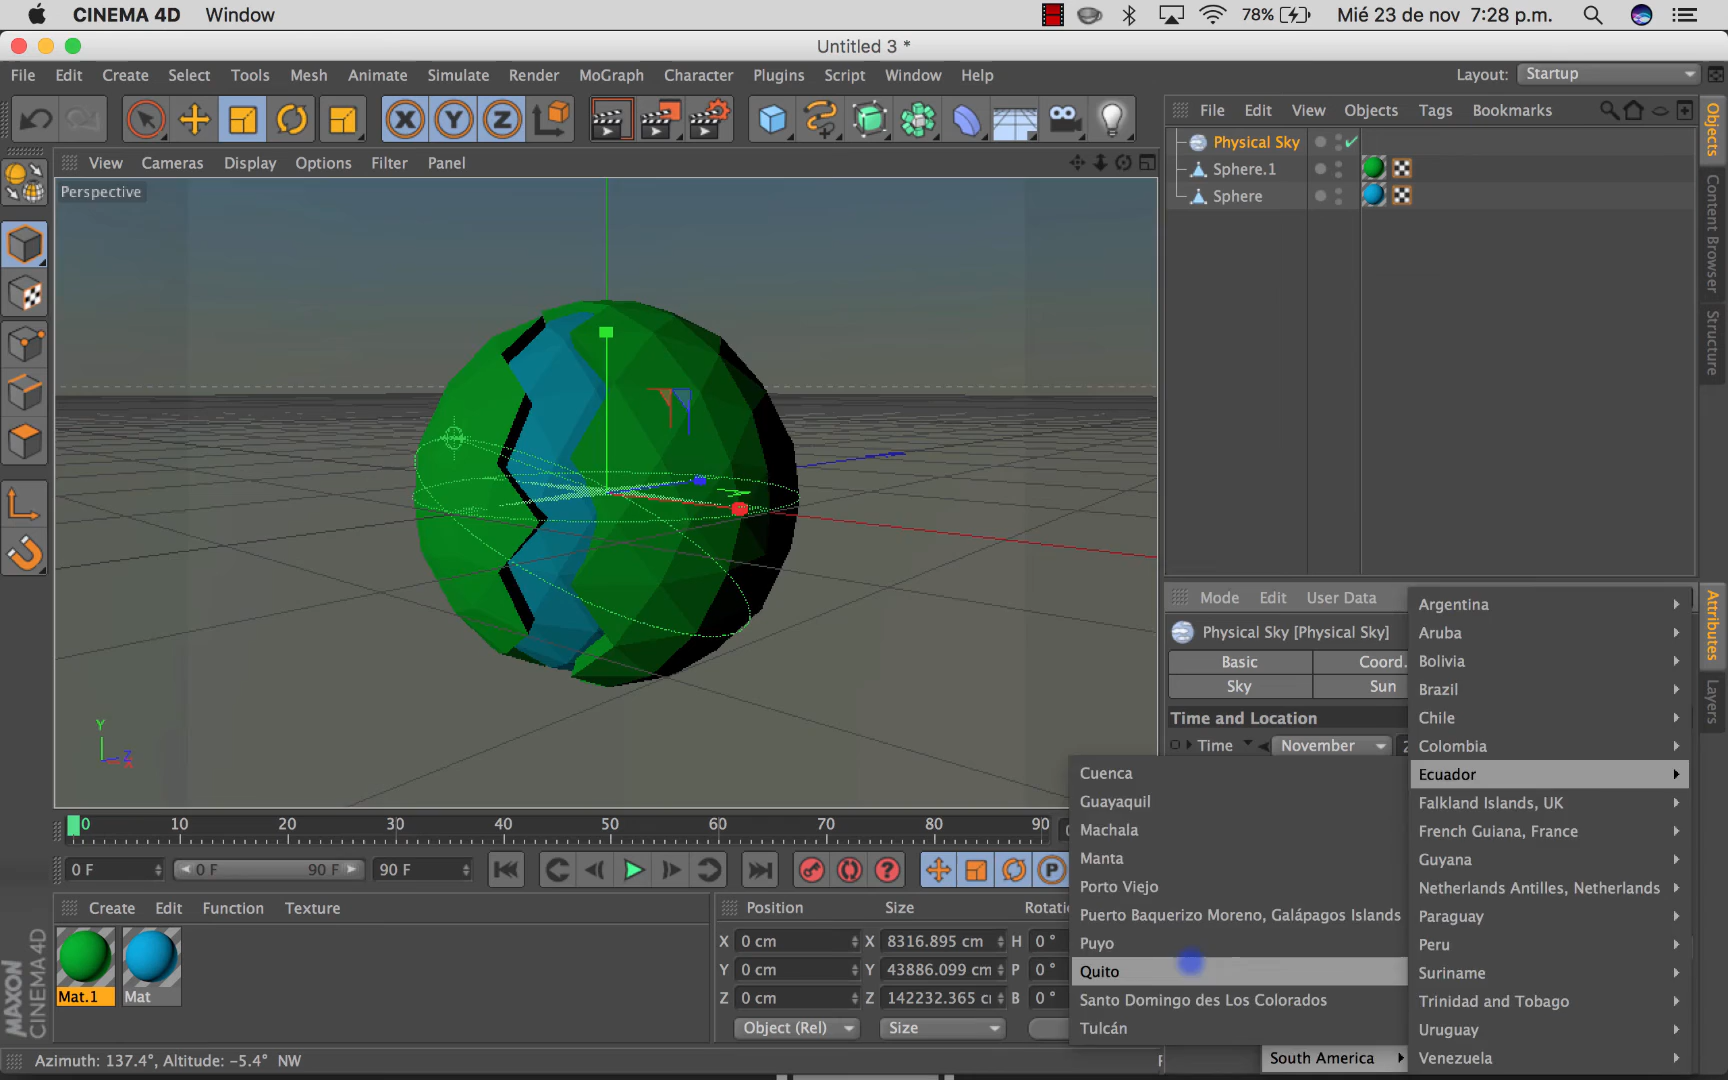 CINEMA 4D Window 78% Mié 23 de nov 7:28 p.m.
Untitled 3 *
File Edit Create Select Tools Mesh Animate Simulate Render MoGraph Character Plugins Script Window Help Layout: Startup
X Y Z
File Edit View Objects Tags Bookmarks
View Cameras Display Options Filter Panel
Perspective
Physical Sky
Sphere.1
Sphere
Objects
Content Browser
Structure
Attributes
Layers
Mode Edit User Data
Physical Sky [Physical Sky]
Basic Coord.
Sky Sun
Time and Location
Time November 2
Argentina
Aruba
Bolivia
Brazil
Chile
Colombia
Ecuador
Falkland Islands, UK
French Guiana, France
Guyana
Netherlands Antilles, Netherlands
Paraguay
Peru
Suriname
Trinidad and Tobago
Uruguay
Venezuela
Cuenca
Guayaquil
Machala
Manta
Porto Viejo
Puerto Baquerizo Moreno, Galápagos Islands
Puyo
Quito
Santo Domingo des Los Colorados
Tulcán
South America
Y
Z
X
0 10 20 30 40 50 60 70 80 90 0
0 F 0 F 90 F 90 F ? P
Create Edit Function Texture
Mat.1 Mat
MAXON
CINEMA 4D
Position Size Rotati
X 0 cm X 8316.895 cm H 0 °
Y 0 cm Y 43886.099 cm P 0 °
Z 0 cm Z 142232.365 c B 0 °
Object (Rel) Size
Azimuth: 137.4°, Altitude: -5.4° NW